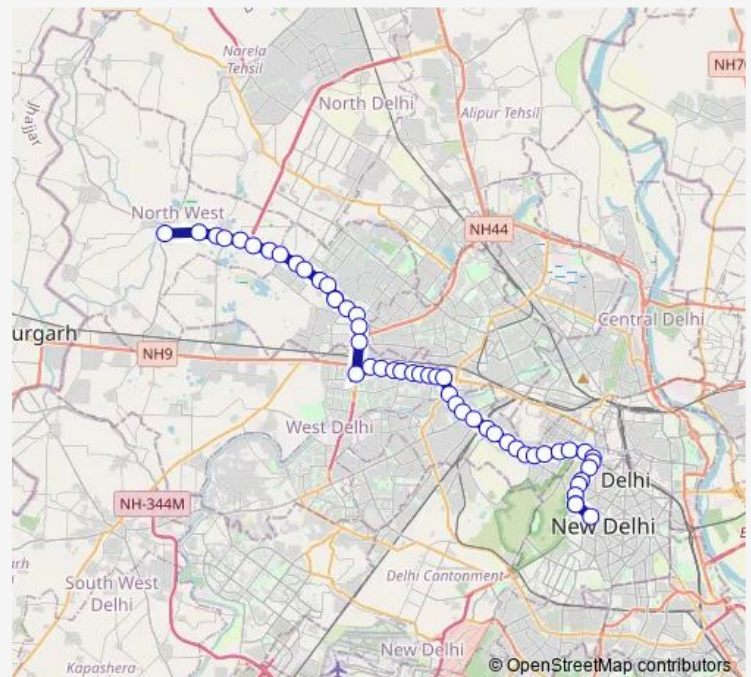 Narela
Tehsil
NH70
North Delhi
Alipur Tehsil
Jhajjar
North West
NH44
Central Delhi
urgarh
NH9
West Delhi
Delhi
NH-344M
New Delhi
Delhi Cantonment
South West
Delhi
New Delhi
Kapashera
© OpenStreetMap contributors